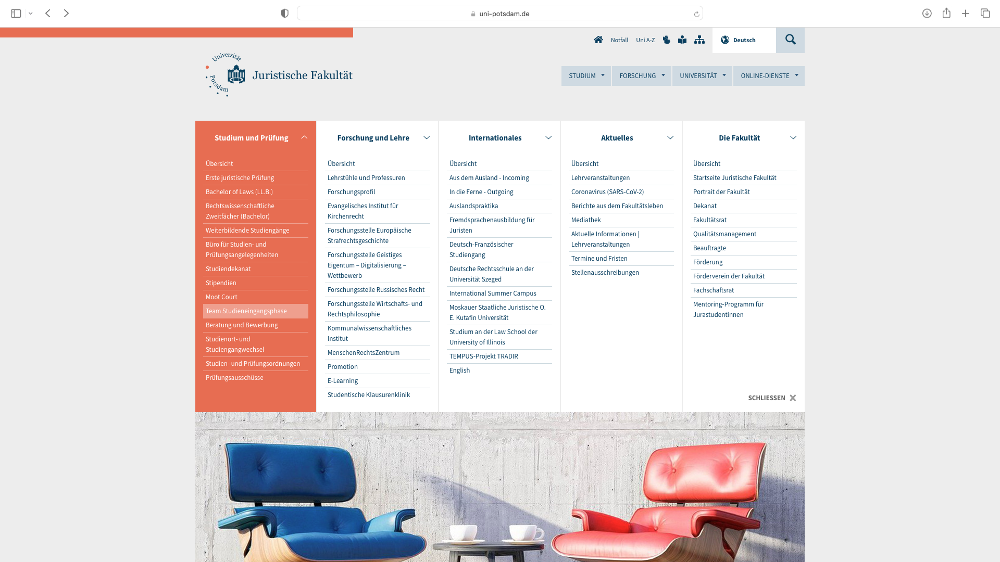 uni-potsdam.de
Notfall
Uni A-Z
Deutsch
Universität
Potsdam
Juristische Fakultät
STUDIUM
FORSCHUNG
UNIVERSITÄT
ONLINE-DIENSTE
Studium und Prüfung
Übersicht
Erste juristische Prüfung
Bachelor of Laws (LL.B.)
Rechtswissenschaftliche
Zweitfächer (Bachelor)
Weiterbildende Studiengänge
Büro für Studien- und
Prüfungsangelegenheiten
Studiendekanat
Stipendien
Moot Court
Team Studieneingangsphase
Beratung und Bewerbung
Studienort- und
Studiengangwechsel
Studien- und Prüfungsordnungen
Prüfungsausschüsse
Forschung und Lehre
Übersicht
Lehrstühle und Professuren
Forschungsprofil
Evangelisches Institut für
Kirchenrecht
Forschungsstelle Europäische
Strafrechtsgeschichte
Forschungsstelle Geistiges
Eigentum – Digitalisierung –
Wettbewerb
Forschungsstelle Russisches Recht
Forschungsstelle Wirtschafts- und
Rechtsphilosophie
Kommunalwissenschaftliches
Institut
MenschenRechtsZentrum
Promotion
E-Learning
Studentische Klausurenklinik
Internationales
Übersicht
Aus dem Ausland - Incoming
In die Ferne - Outgoing
Auslandspraktika
Fremdsprachenausbildung für
Juristen
Deutsch-Französischer
Studiengang
Deutsche Rechtsschule an der
Universität Szeged
International Summer Campus
Moskauer Staatliche Juristische O.
E. Kutafin Universität
Studium an der Law School der
University of Illinois
TEMPUS-Projekt TRADIR
English
Aktuelles
Übersicht
Lehrveranstaltungen
Coronavirus (SARS-CoV-2)
Berichte aus dem Fakultätsleben
Mediathek
Aktuelle Informationen |
Lehrveranstaltungen
Termine und Fristen
Stellenausschreibungen
Die Fakultät
Übersicht
Startseite Juristische Fakultät
Portrait der Fakultät
Dekanat
Fakultätsrat
Qualitätsmanagement
Beauftragte
Förderung
Förderverein der Fakultät
Fachschaftsrat
Mentoring-Programm für
Jurastudentinnen
SCHLIESSEN